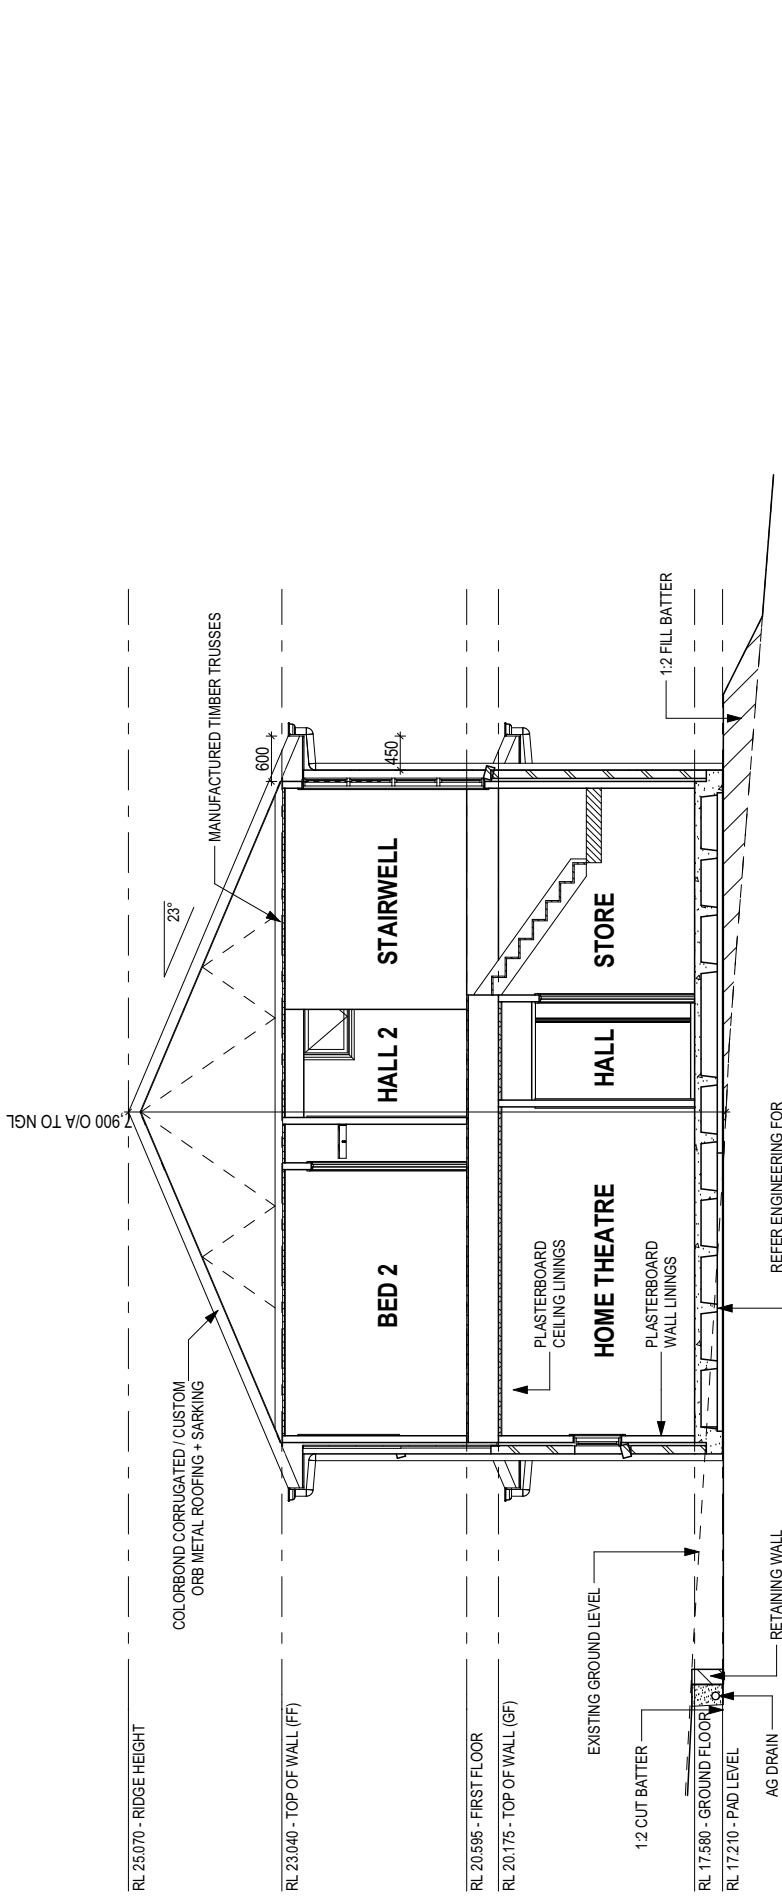 7,900 O/A TO NGL
RL 25.070 - RIDGE HEIGHT
COLORBOND CORRUGATED / CUSTOM
ORB METAL ROOFING + SARKING
23°
MANUFACTURED TIMBER TRUSSES
600
RL 23.040 - TOP OF WALL (FF)
BED 2
HALL 2
STAIRWELL
450
RL 20.595 - FIRST FLOOR
RL 20.175 - TOP OF WALL (GF)
PLASTERBOARD
CEILING LININGS
HOME THEATRE
HALL
STORE
PLASTERBOARD
WALL LININGS
EXISTING GROUND LEVEL
1:2 CUT BATTER
1:2 FILL BATTER
RL 17.580 - GROUND FLOOR
RL 17.210 - PAD LEVEL
AG DRAIN
RETAINING WALL
REFER ENGINEERING FOR